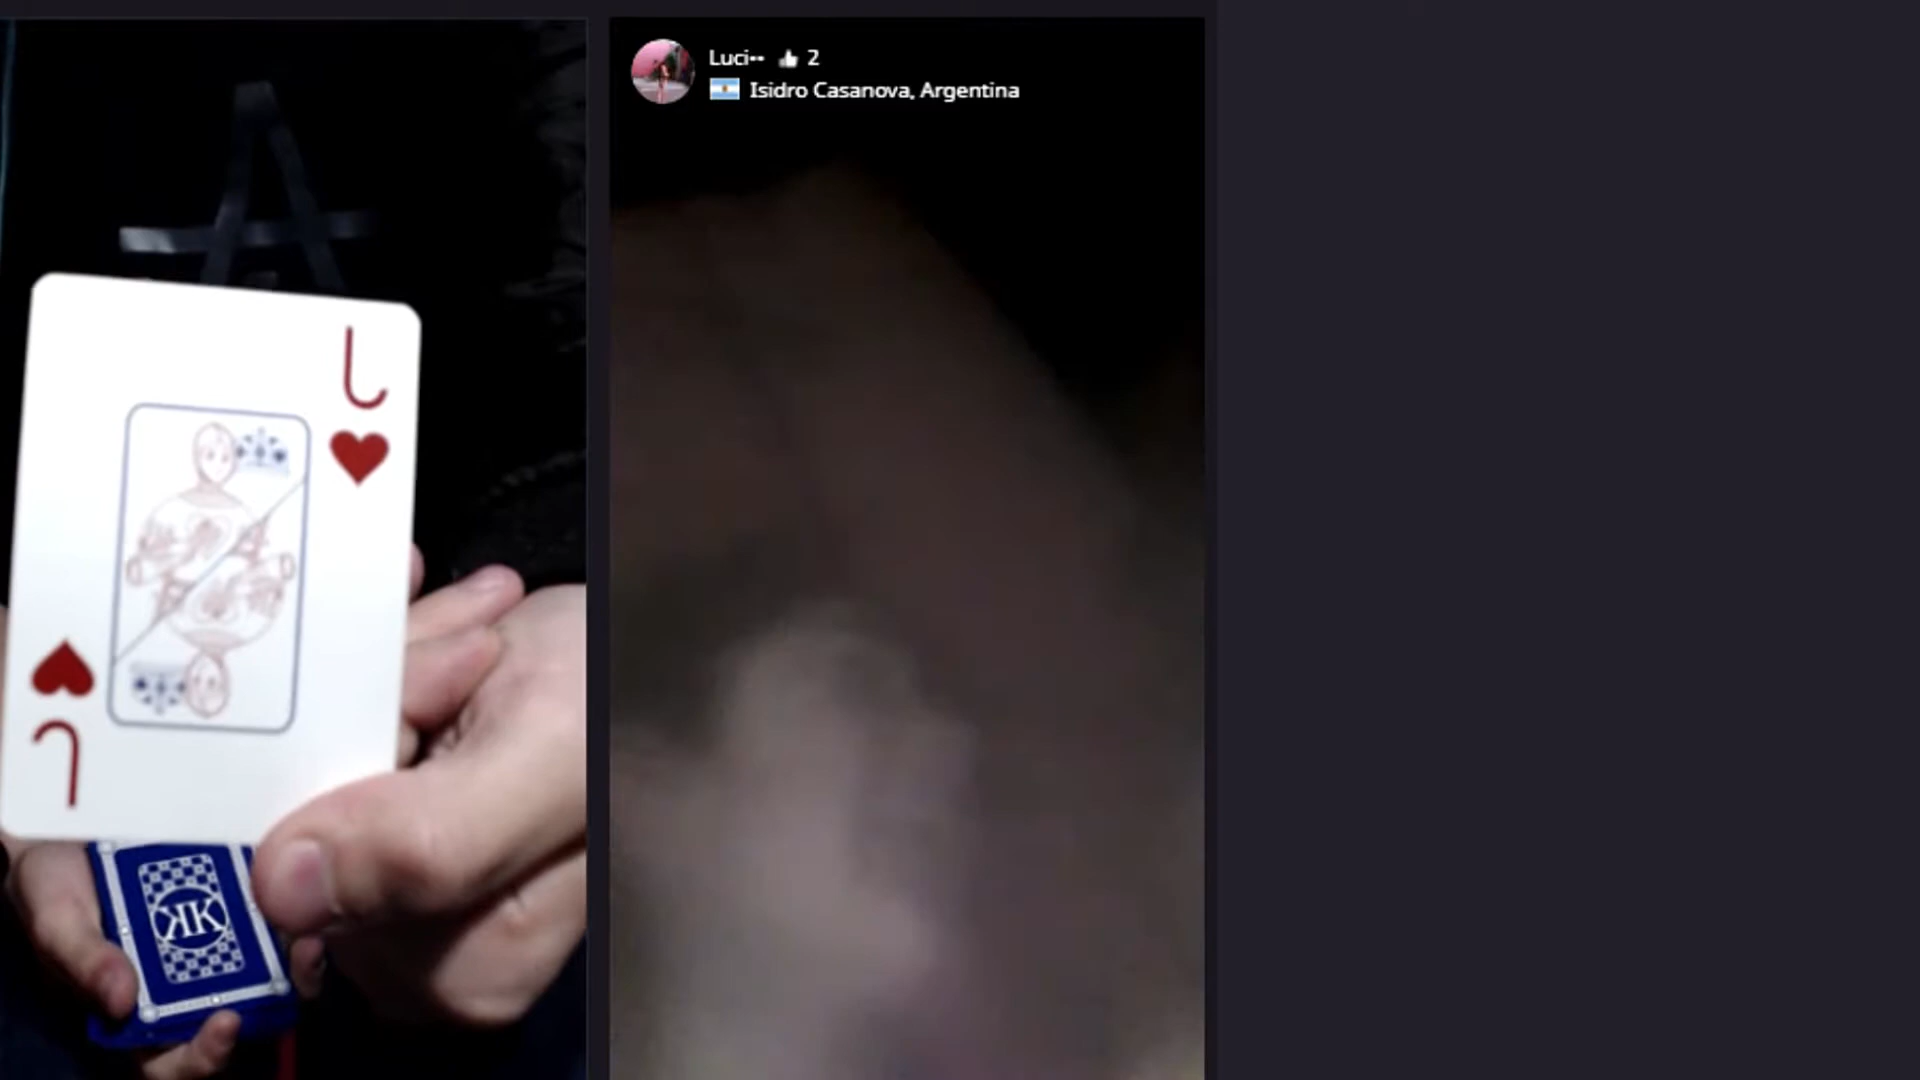 Luci-- 2
Isidro Casanova, Argentina
J
J
KK